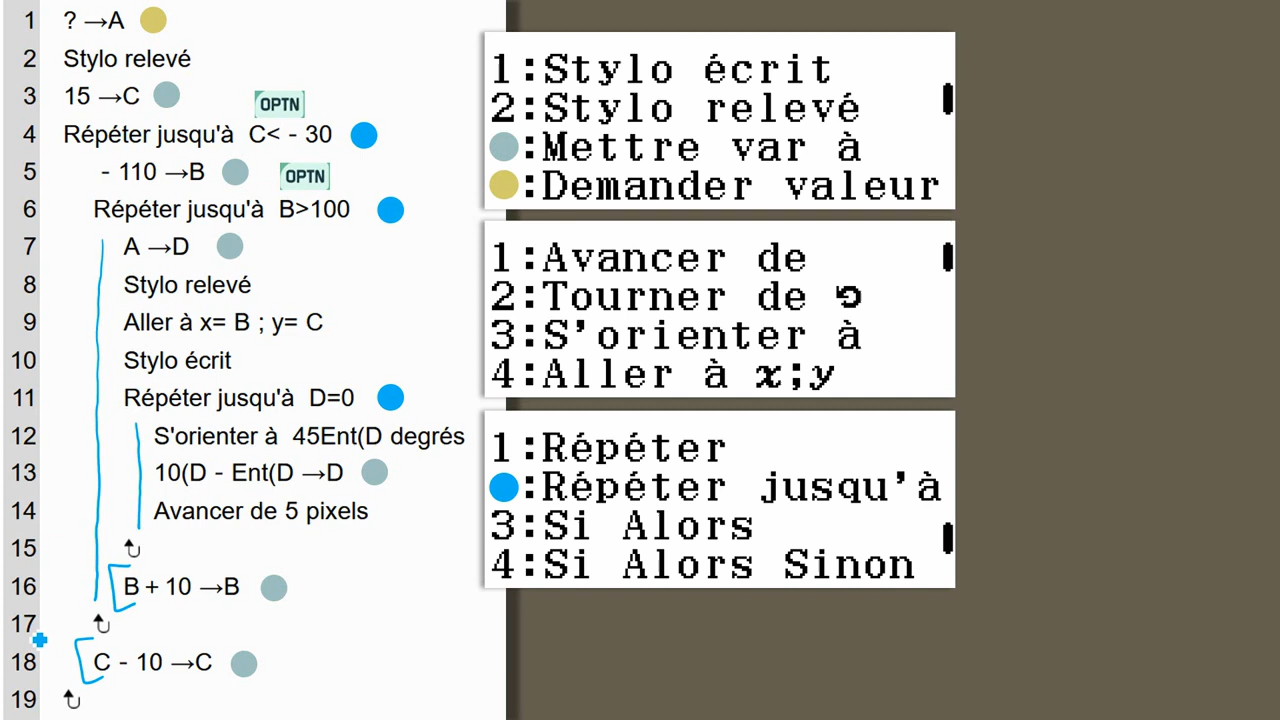 1 ? →A
2 Stylo relevé
3 15 →C
OPTN
4 Répéter jusqu'à C< - 30
5 - 110 →B
OPTN
6 Répéter jusqu'à B>100
7 A →D
8 Stylo relevé
9 Aller à x= B ; y= C
10 Stylo écrit
11 Répéter jusqu'à D=0
12 S'orienter à 45Ent(D degrés
13 10(D - Ent(D →D
14 Avancer de 5 pixels
15
16 B + 10 →B
17
18 C - 10 →C
19
1:Stylo écrit
2:Stylo relevé
:Mettre var à
:Demander valeur
1:Avancer de
2:Tourner de
3:S'orienter à
4:Aller à x;y
1:Répéter
:Répéter jusqu'à
3:Si Alors
4:Si Alors Sinon